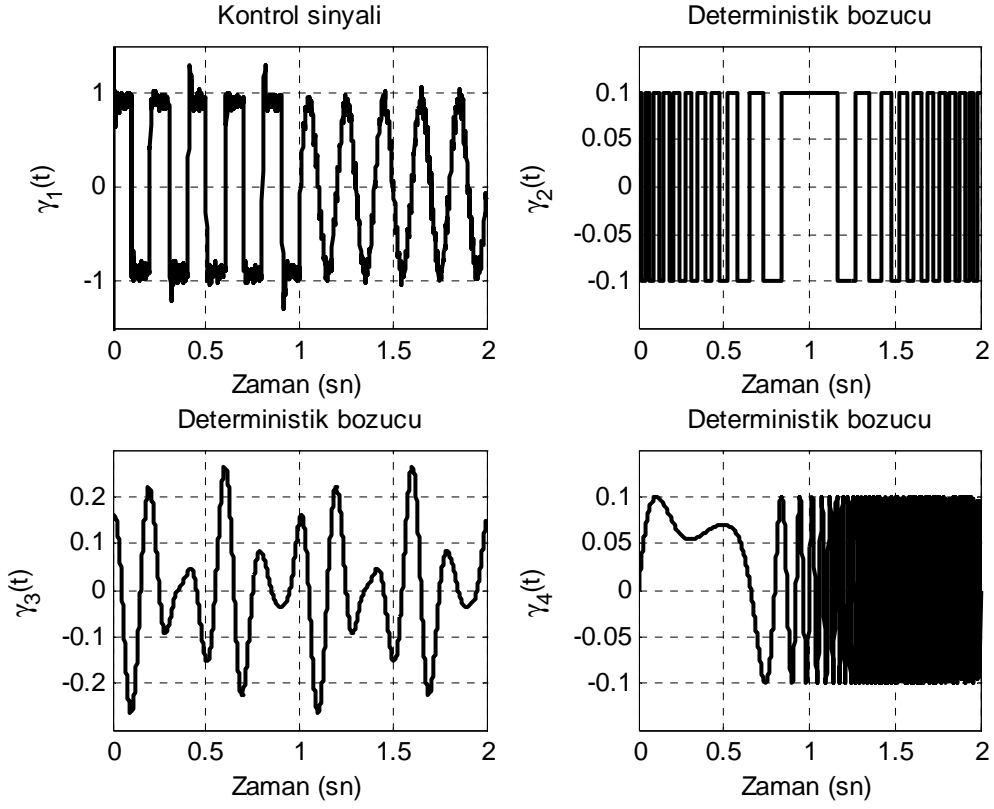 Kontrol sinyali
γ1(t)
1
0
-1
0 0.5 1 1.5 2
Zaman (sn)
Deterministik bozucu
γ2(t)
0.1
0.05
0
-0.05
-0.1
0 0.5 1 1.5 2
Zaman (sn)
Deterministik bozucu
γ3(t)
0.2
0.1
0
-0.1
-0.2
0 0.5 1 1.5 2
Zaman (sn)
Deterministik bozucu
γ4(t)
0.1
0.05
0
-0.05
-0.1
0 0.5 1 1.5 2
Zaman (sn)